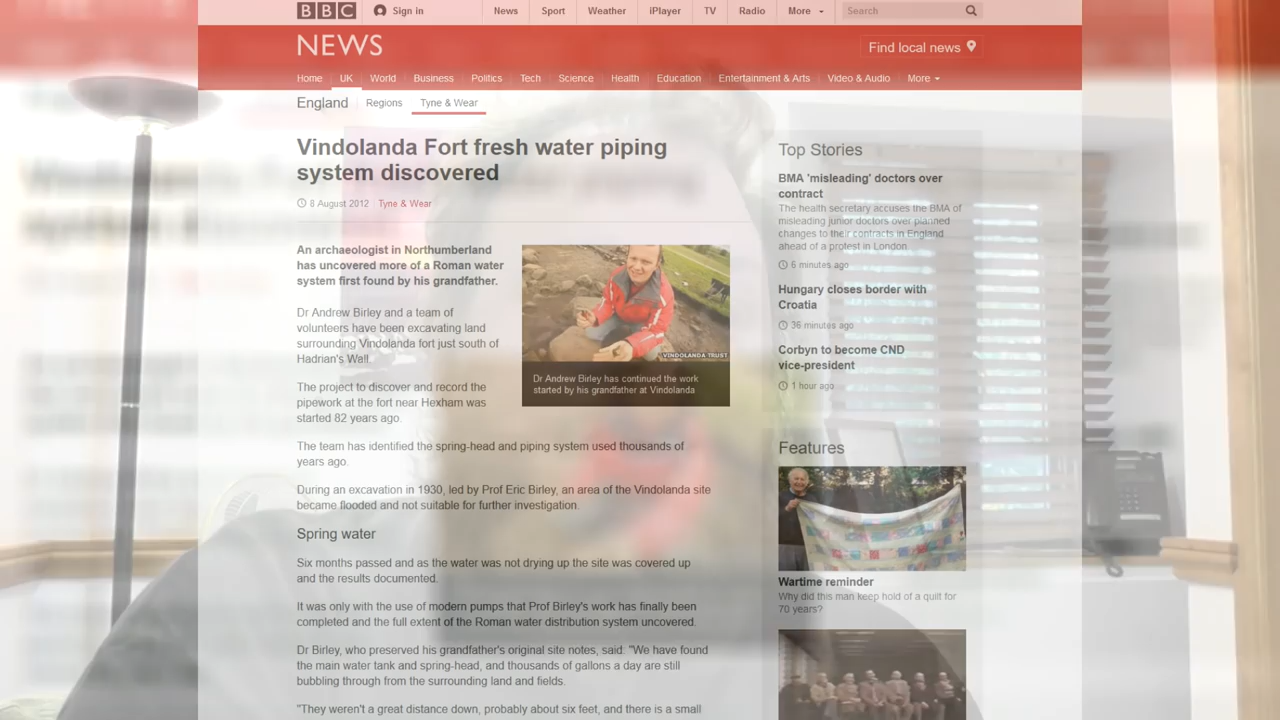 BBC Sign in News Sport Weather iPlayer TV Radio More Search
NEWS
Find local news
Home UK World Business Politics Tech Science Health Education Entertainment & Arts Video & Audio More
England Regions Tyne & Wear
Vindolanda Fort fresh water piping
system discovered
8 August 2012 Tyne & Wear
An archaeologist in Northumberland
has uncovered more of a Roman water
system first found by his grandfather.
Dr Andrew Birley and a team of
volunteers have been excavating land
surrounding Vindolanda fort just south of
Hadrian's Wall.
The project to discover and record the
pipework at the fort near Hexham was
started 82 years ago.
VINDOLANDA TRUST
Dr Andrew Birley has continued the work
started by his grandfather at Vindolanda
The team has identified the spring-head and piping system used thousands of
years ago.
During an excavation in 1930, led by Prof Eric Birley, an area of the Vindolanda site
became flooded and not suitable for further investigation.
Spring water
Six months passed and as the water was not drying up the site was covered up
and the results documented.
It was only with the use of modern pumps that Prof Birley's work has finally been
completed and the full extent of the Roman water distribution system uncovered.
Dr Birley, who preserved his grandfather's original site notes, said: "We have found
the main water tank and spring-head, and thousands of gallons a day are still
bubbling through from the surrounding land and fields.
"They weren't a great distance down, probably about six feet, and there is a small
Top Stories
BMA 'misleading' doctors over
contract
The health secretary accuses the BMA of
misleading junior doctors over planned
changes to their contracts in England
ahead of a protest in London.
6 minutes ago
Hungary closes border with
Croatia
36 minutes ago
Corbyn to become CND
vice-president
1 hour ago
Features
Wartime reminder
Why did this man keep hold of a quilt for
70 years?